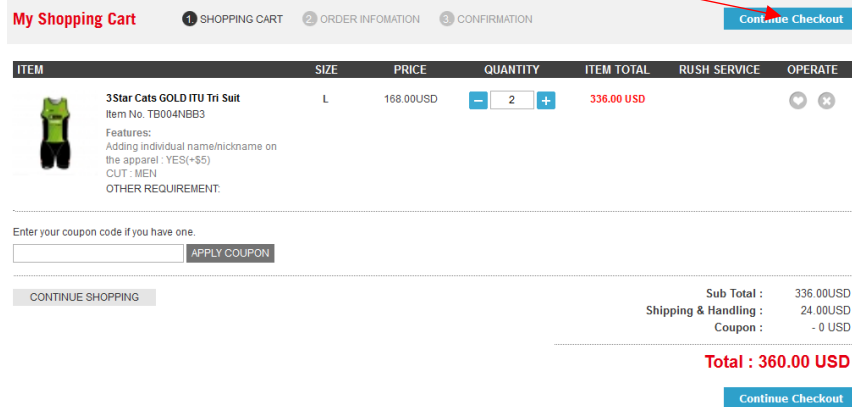 My Shopping Cart 1 SHOPPING CART 2 ORDER INFOMATION 3 CONFIRMATION Continue Checkout
ITEM SIZE PRICE QUANTITY ITEM TOTAL RUSH SERVICE OPERATE
3Star Cats GOLD ITU Tri Suit L 168.00USD 2 336.00 USD
Item No. TB004NBB3
Features:
Adding individual name/nickname on
the apparel : YES(+$5)
CUT : MEN
OTHER REQUIREMENT:
Enter your coupon code if you have one.
APPLY COUPON
CONTINUE SHOPPING
Sub Total : 336.00USD
Shipping & Handling : 24.00USD
Coupon : - 0 USD
Total : 360.00 USD
Continue Checkout